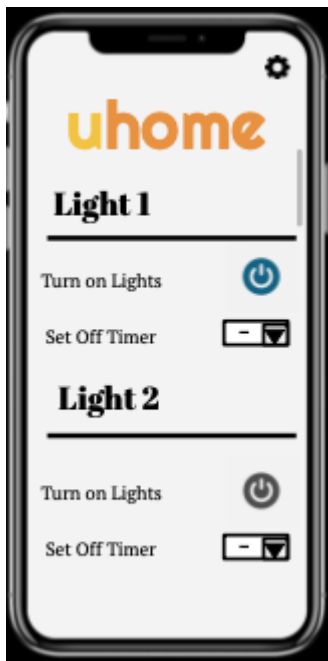 uhome
Light 1
Turn on Lights
Set Off Timer
-
Light 2
Turn on Lights
Set Off Timer
-